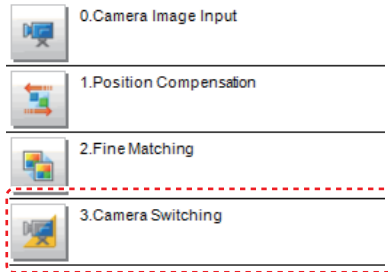 0.Camera Image Input
1.Position Compensation
2.Fine Matching
3.Camera Switching